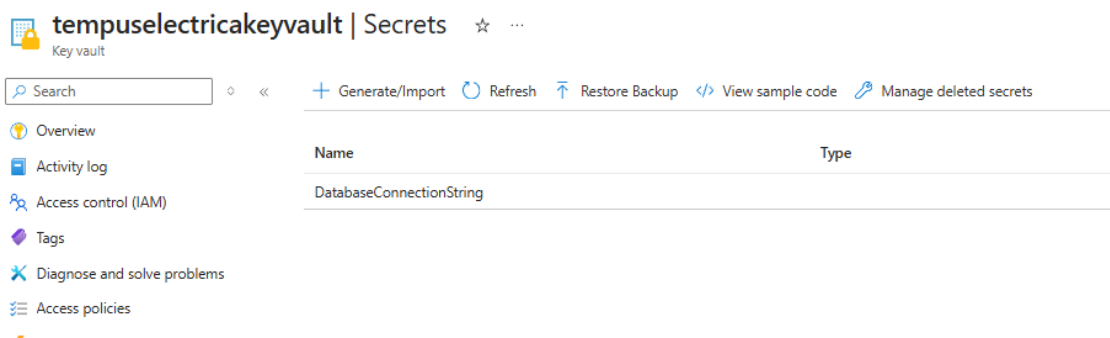 tempuselectricakeyvault | Secrets
Key vault
Search
Generate/Import Refresh Restore Backup View sample code Manage deleted secrets
Overview
Activity log
Access control (IAM)
Tags
Diagnose and solve problems
Access policies
Name Type
DatabaseConnectionString